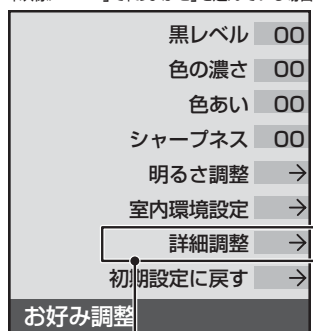 黒レベル 00
色の濃さ 00
色あい 00
シャープネス 00
明るさ調整 →
室内環境設定 →
詳細調整 →
初期設定に戻す →
お好み調整